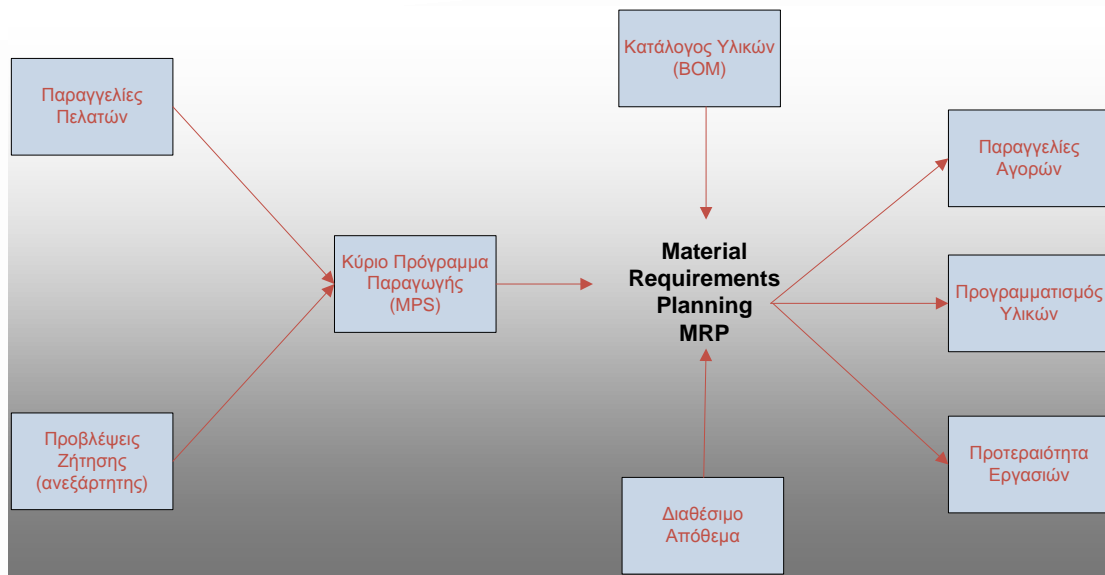 Παραγγελίες
Πελατών
Προβλέψεις
Ζήτησης
(ανεξάρτητης)
Κύριο Πρόγραμμα
Παραγωγής
(MPS)
Κατάλογος Υλικών
(BOM)
Material
Requirements
Planning
MRP
Διαθέσιμο
Απόθεμα
Παραγγελίες
Αγορών
Προγραμματισμός
Υλικών
Προτεραιότητα
Εργασιών